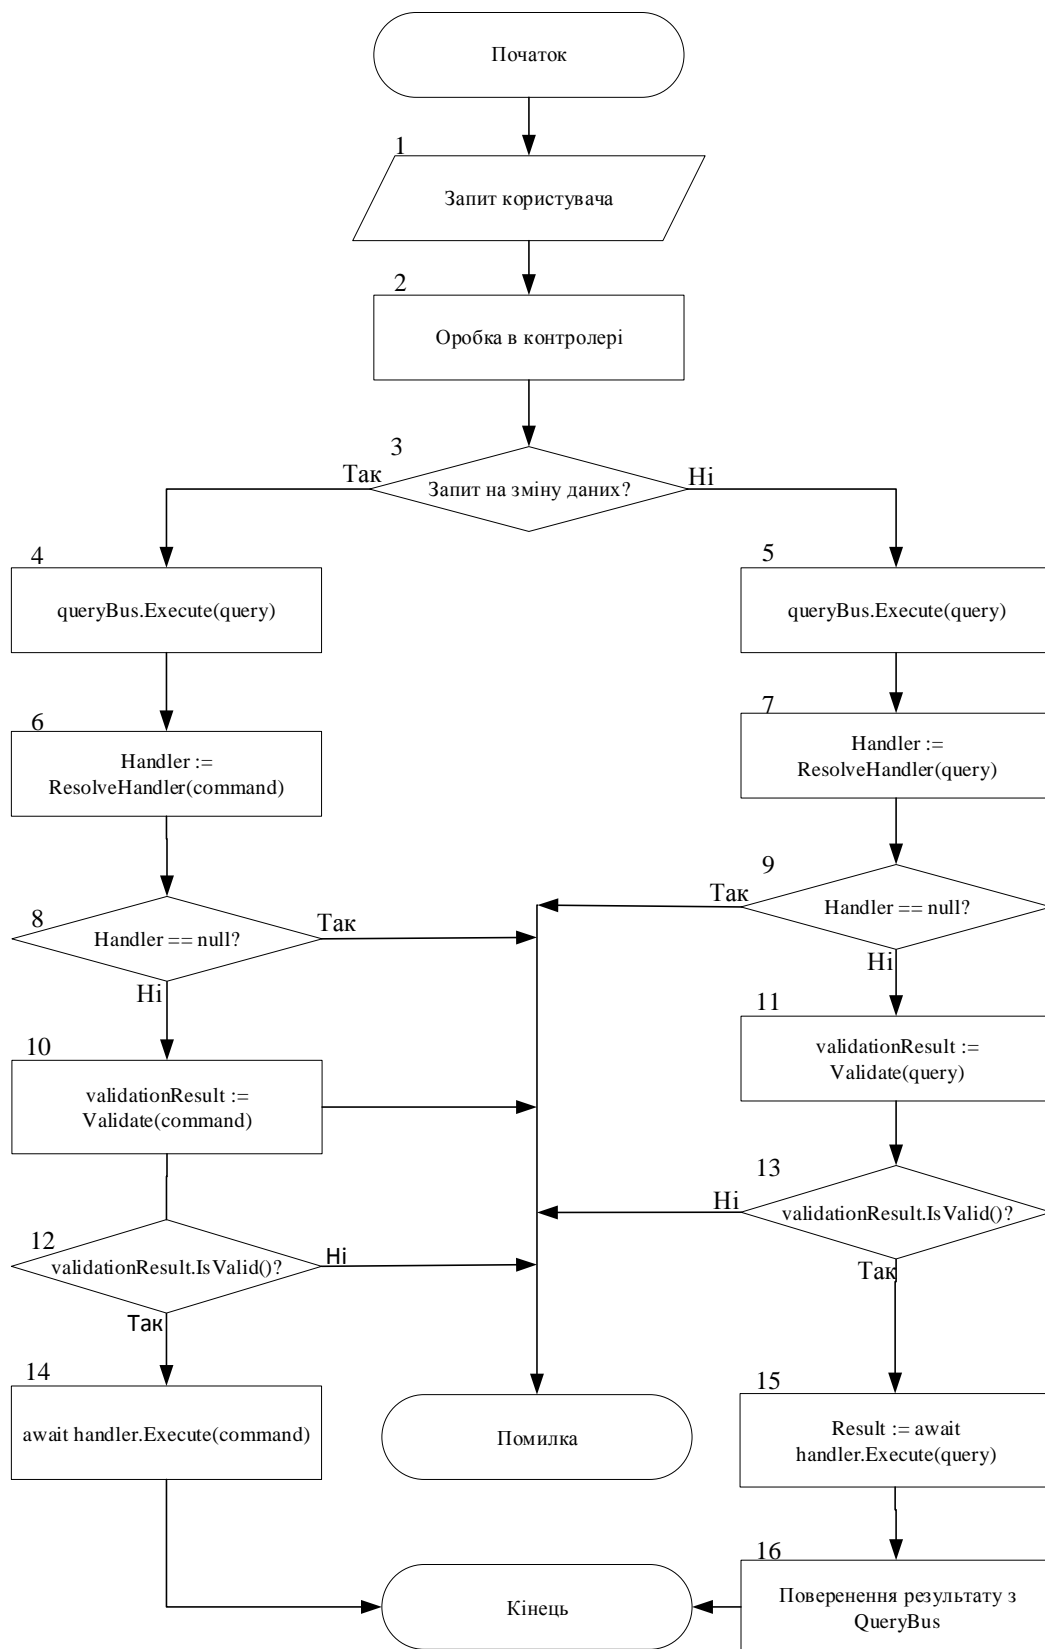 Початок
1
Запит користувача
2
Оробка в контролері
3
Так
Запит на зміну даних?
Ні
4
queryBus.Execute(query)
5
queryBus.Execute(query)
6
Handler :=
ResolveHandler(command)
7
Handler :=
ResolveHandler(query)
8
Handler == null?
Так
Ні
9
Так
Handler == null?
Ні
10
validationResult :=
Validate(command)
11
validationResult :=
Validate(query)
12
validationResult.IsValid()?
Ні
Так
13
Ні
validationResult.IsValid()?
Так
14
await handler.Execute(command)
Помилка
15
Result := await
handler.Execute(query)
16
Поверенення результату з
QueryBus
Кінець